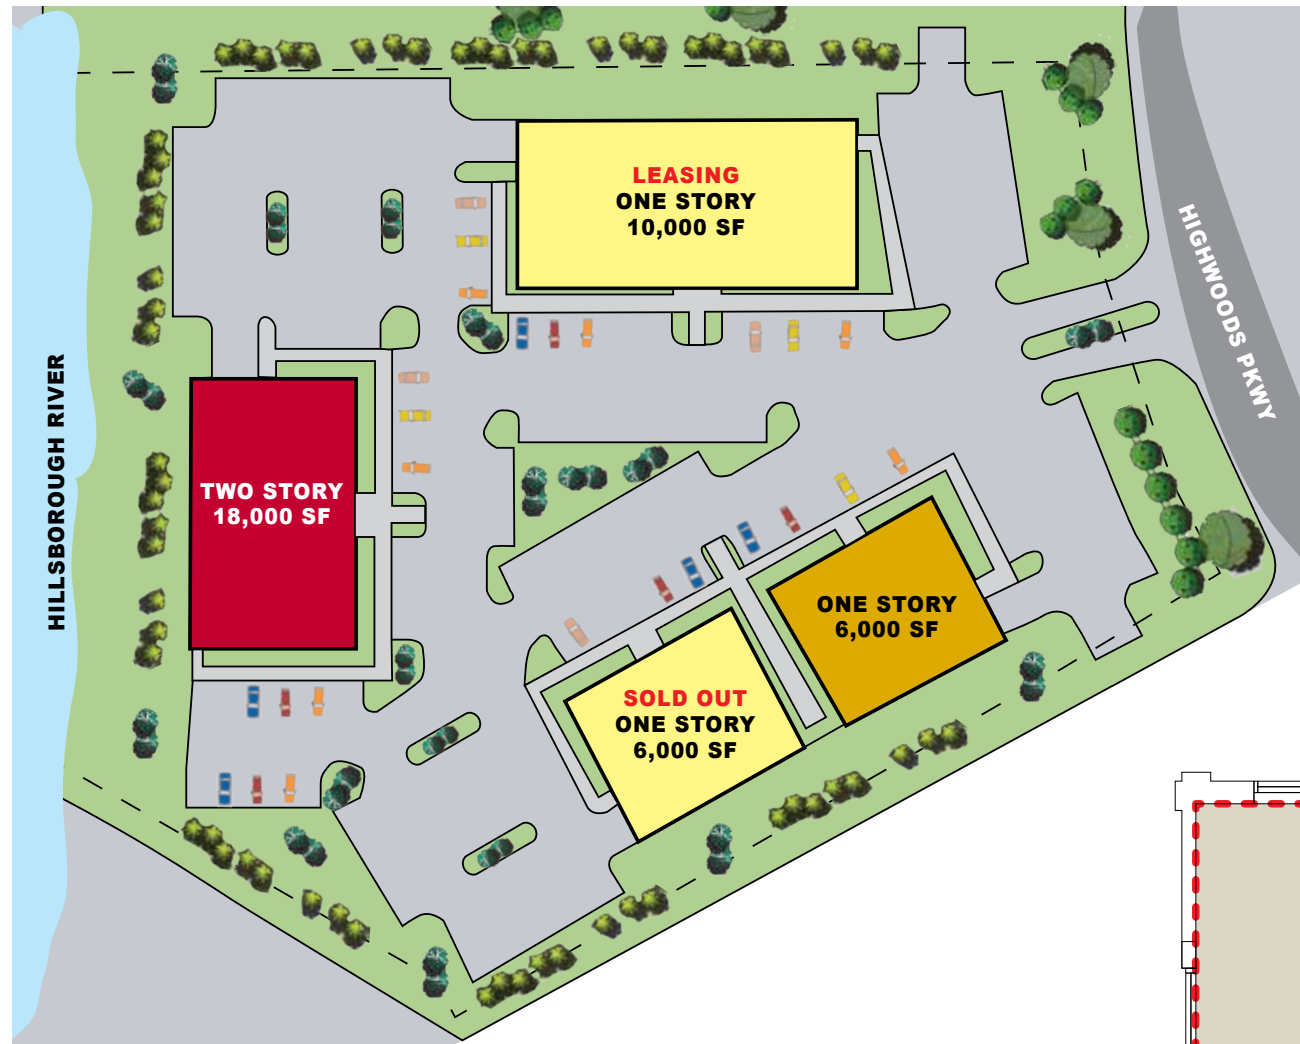 LEASING
ONE STORY
10,000 SF
HIGHWOODS PKWY
HILLSBOROUGH RIVER
TWO STORY
18,000 SF
ONE STORY
6,000 SF
SOLD OUT
ONE STORY
6,000 SF